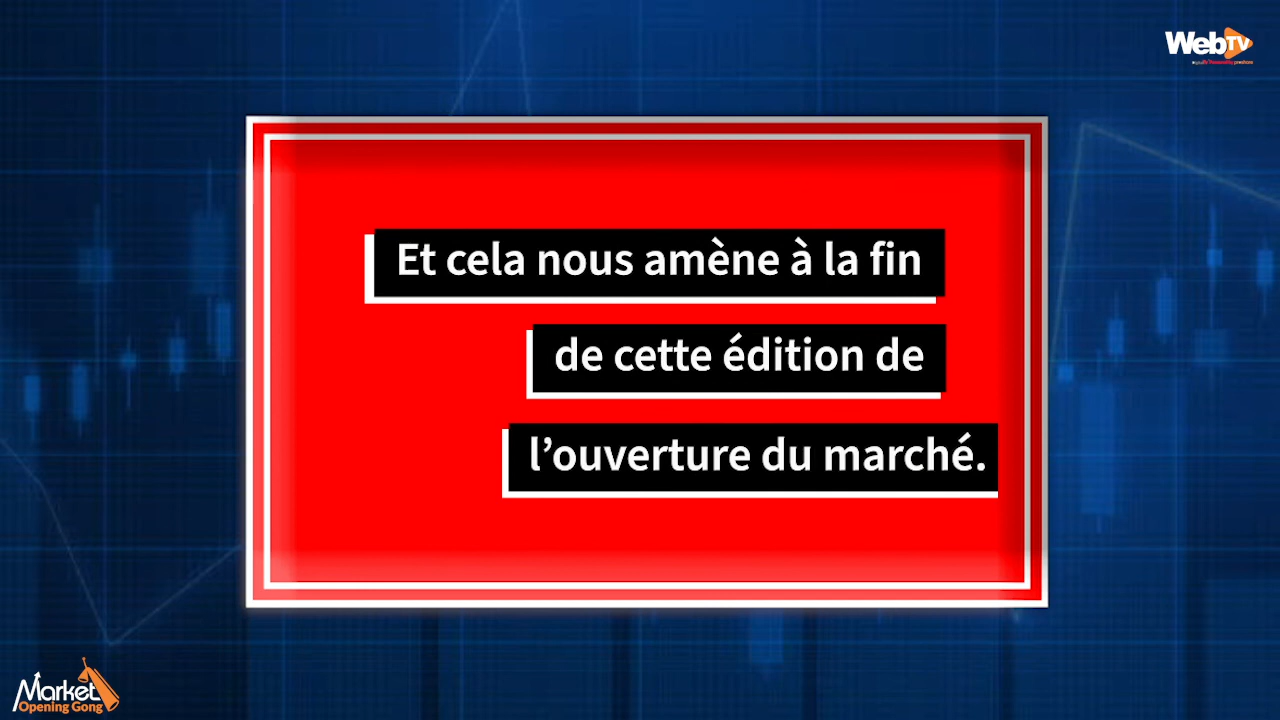 WebTV
Et cela nous amène à la fin
de cette édition de
l’ouverture du marché.
Market
Opening Gong